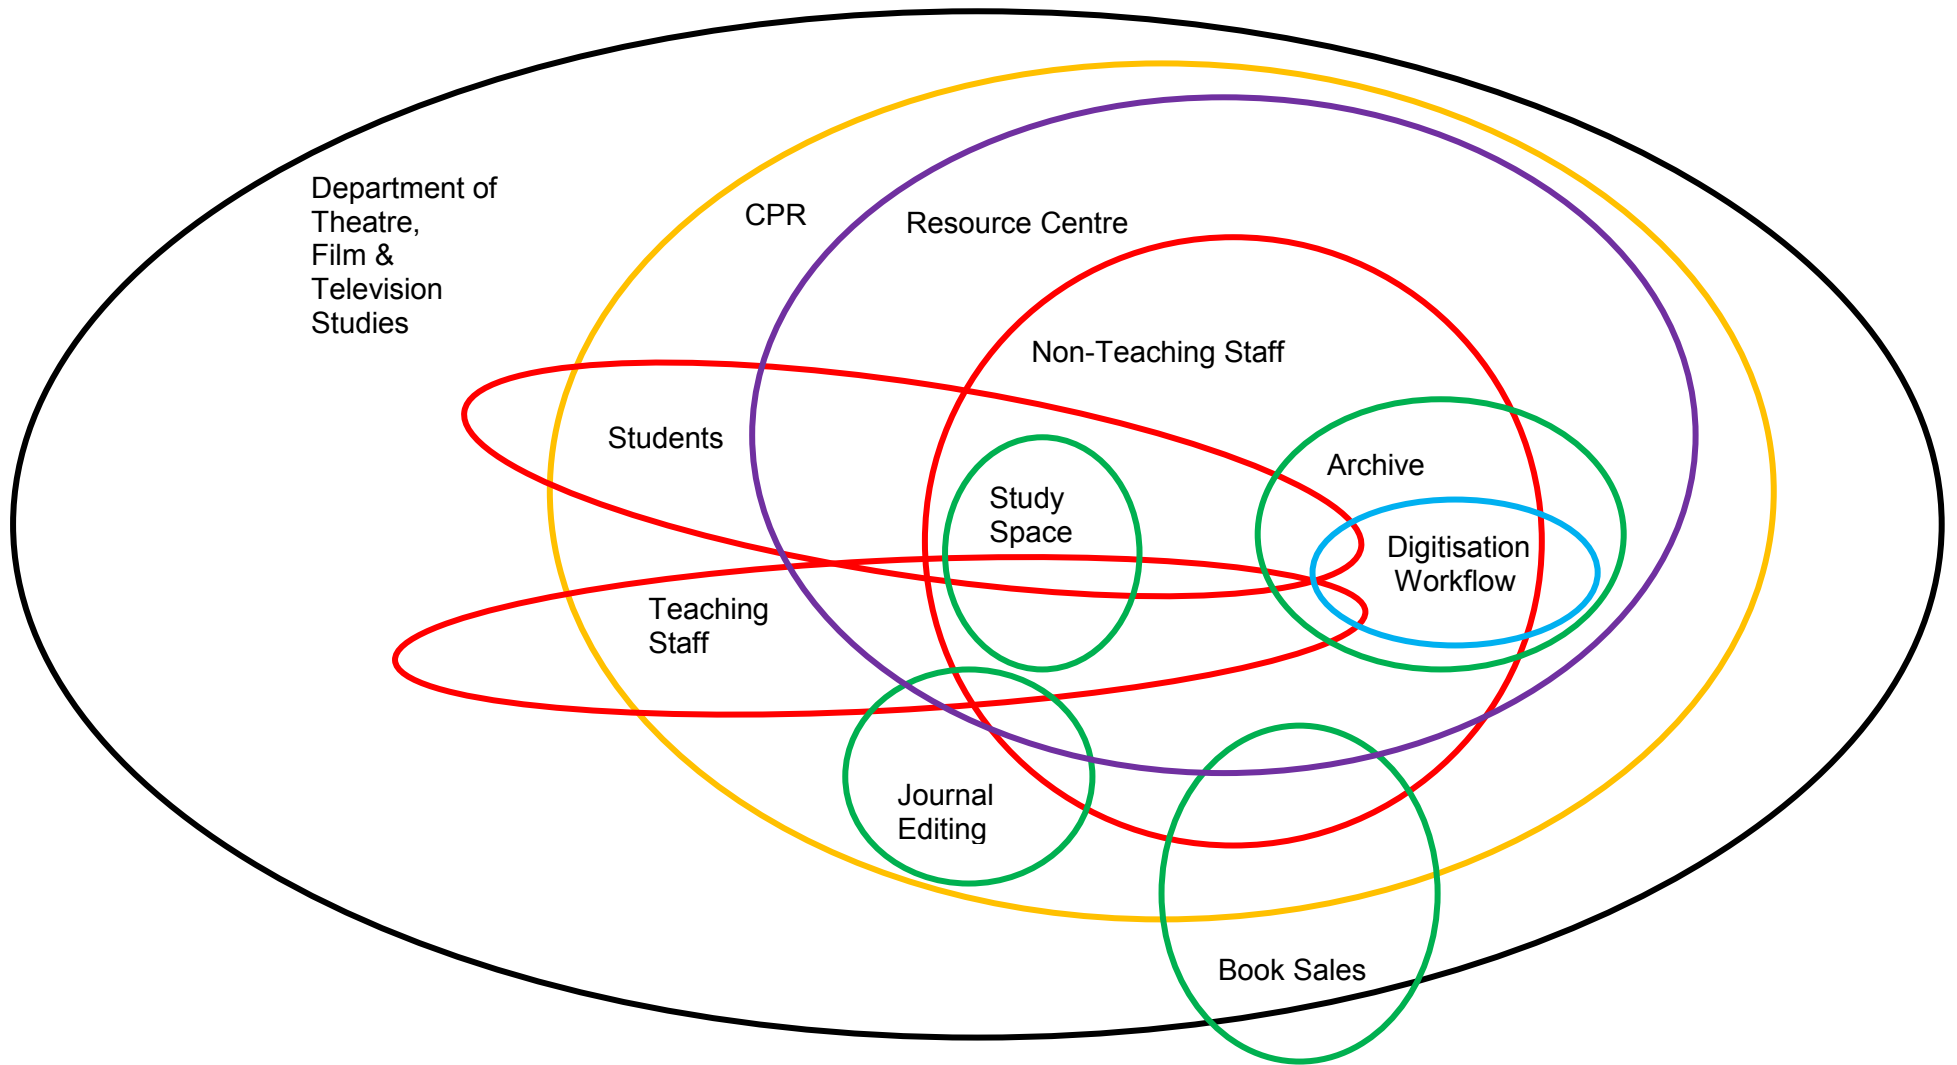 Department of
Theatre,
Film &
Television
Studies
CPR
Resource Centre
Non-Teaching Staff
Students
Archive
Study
Space
Digitisation
Workflow
Teaching
Staff
Journal
Editing
Book Sales